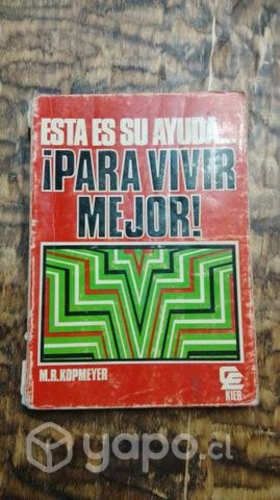 ESTA ES SU AYUDA...
¡PARA VIVIR
MEJOR!
M.R. KOPMEYER
KIER
yapo.cl